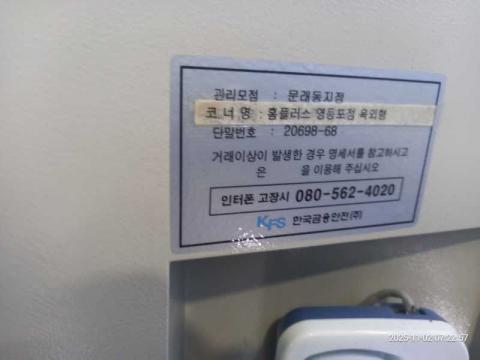 관리모점 : 문래동지점
코 너 명 : 홈플러스 영등포점 옥외형
단말번호 : 20698-68
거래이상이 발생한 경우 명세서를 참고하시고
은 을 이용해 주십시오
인터폰 고장시 080-562-4020
KFS 한국금융안전(주)
2025-11-02 07:22:57